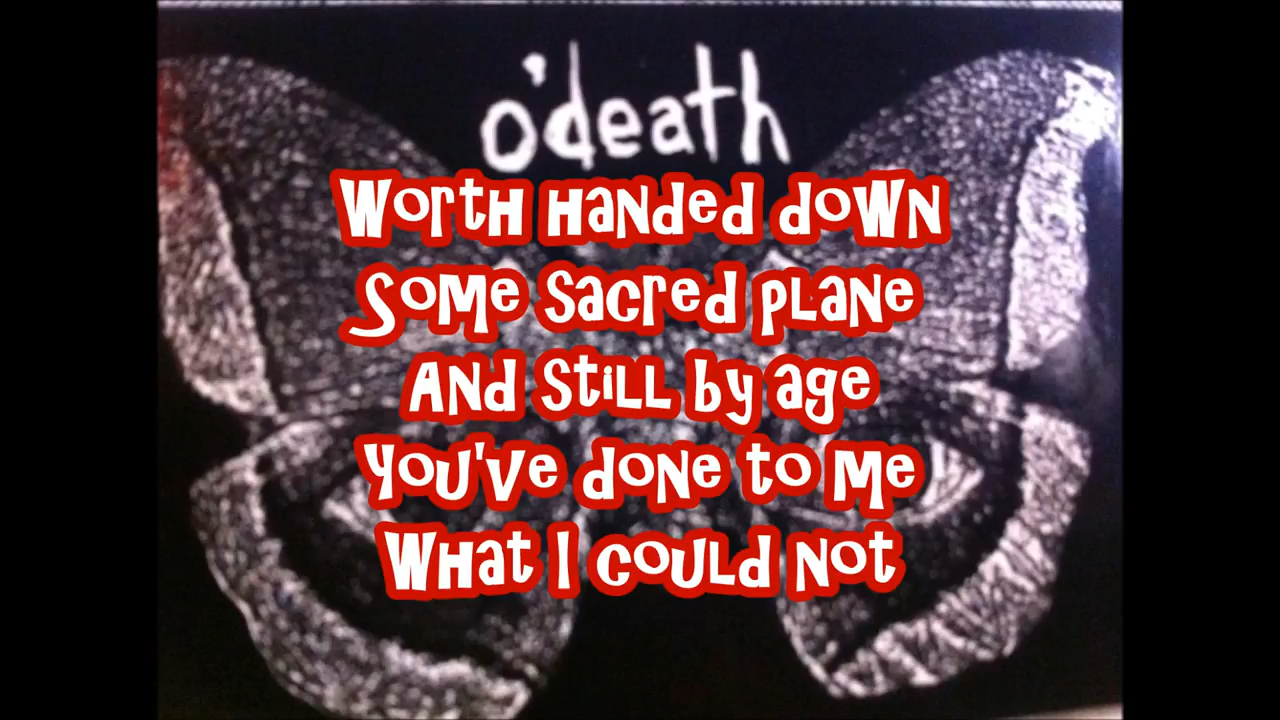 o'death
Worth handed down
Some sacred plane
And still by age
You've done to me
What I could not